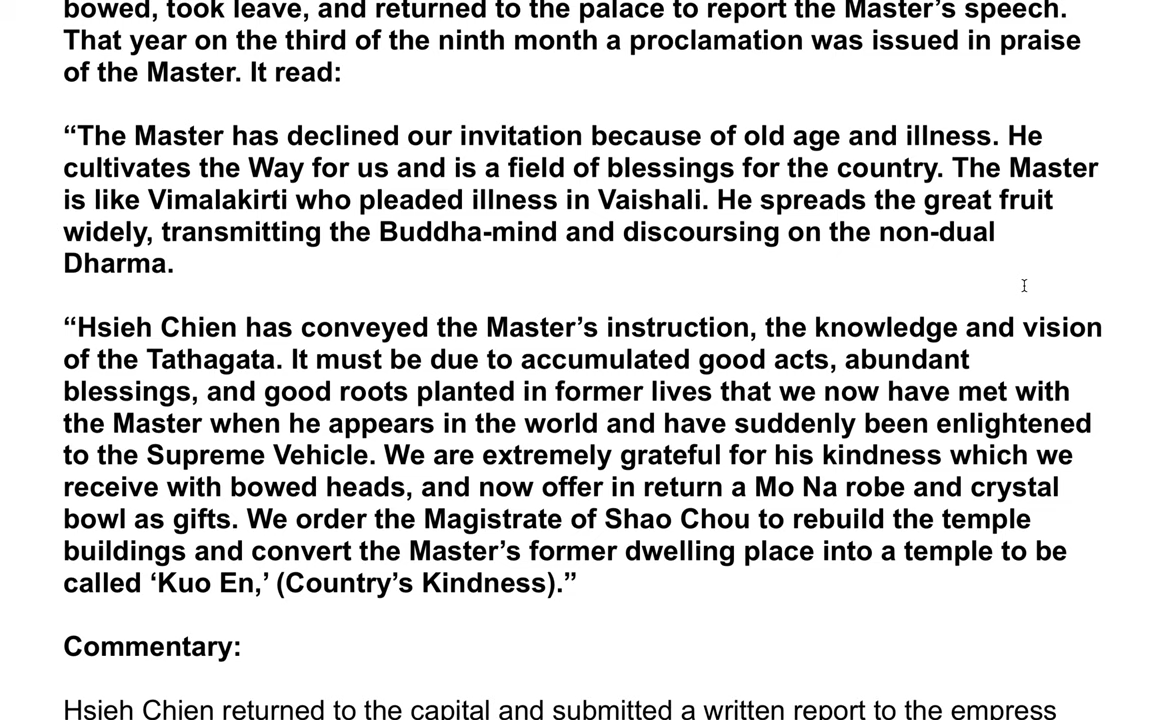 bowed, took leave, and returned to the palace to report the Master’s speech.
That year on the third of the ninth month a proclamation was issued in praise
of the Master. It read:
“The Master has declined our invitation because of old age and illness. He
cultivates the Way for us and is a field of blessings for the country. The Master
is like Vimalakirti who pleaded illness in Vaishali. He spreads the great fruit
widely, transmitting the Buddha-mind and discoursing on the non-dual
Dharma.
“Hsieh Chien has conveyed the Master’s instruction, the knowledge and vision
of the Tathagata. It must be due to accumulated good acts, abundant
blessings, and good roots planted in former lives that we now have met with
the Master when he appears in the world and have suddenly been enlightened
to the Supreme Vehicle. We are extremely grateful for his kindness which we
receive with bowed heads, and now offer in return a Mo Na robe and crystal
bowl as gifts. We order the Magistrate of Shao Chou to rebuild the temple
buildings and convert the Master’s former dwelling place into a temple to be
called ‘Kuo En,’ (Country’s Kindness).”
Commentary:
Hsieh Chien returned to the capital and submitted a written report to the empress